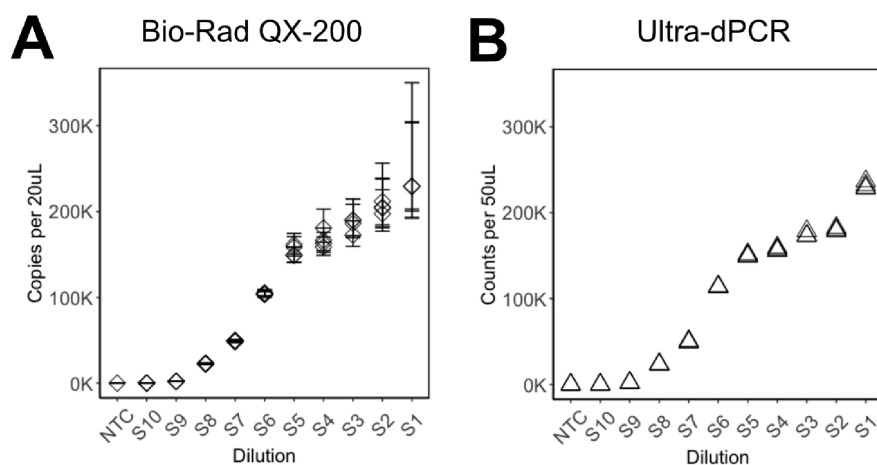 A
Bio-Rad QX-200
Copies per 20uL
300K
200K
100K
0K
NTC
S10
S9
S8
S7
S6
S5
S4
S3
S2
S1
Dilution
B
Ultra-dPCR
Counts per 50uL
300K
200K
100K
0K
NTC
S10
S9
S8
S7
S6
S5
S4
S3
S2
S1
Dilution